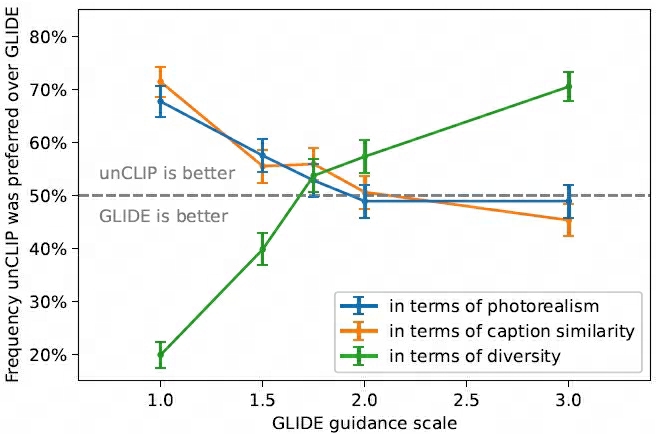 Frequency unCLIP was preferred over GLIDE
80%
70%
60%
50%
40%
30%
20%
unCLIP is better
GLIDE is better
in terms of photorealism
in terms of caption similarity
in terms of diversity
1.0 1.5 2.0 2.5 3.0
GLIDE guidance scale